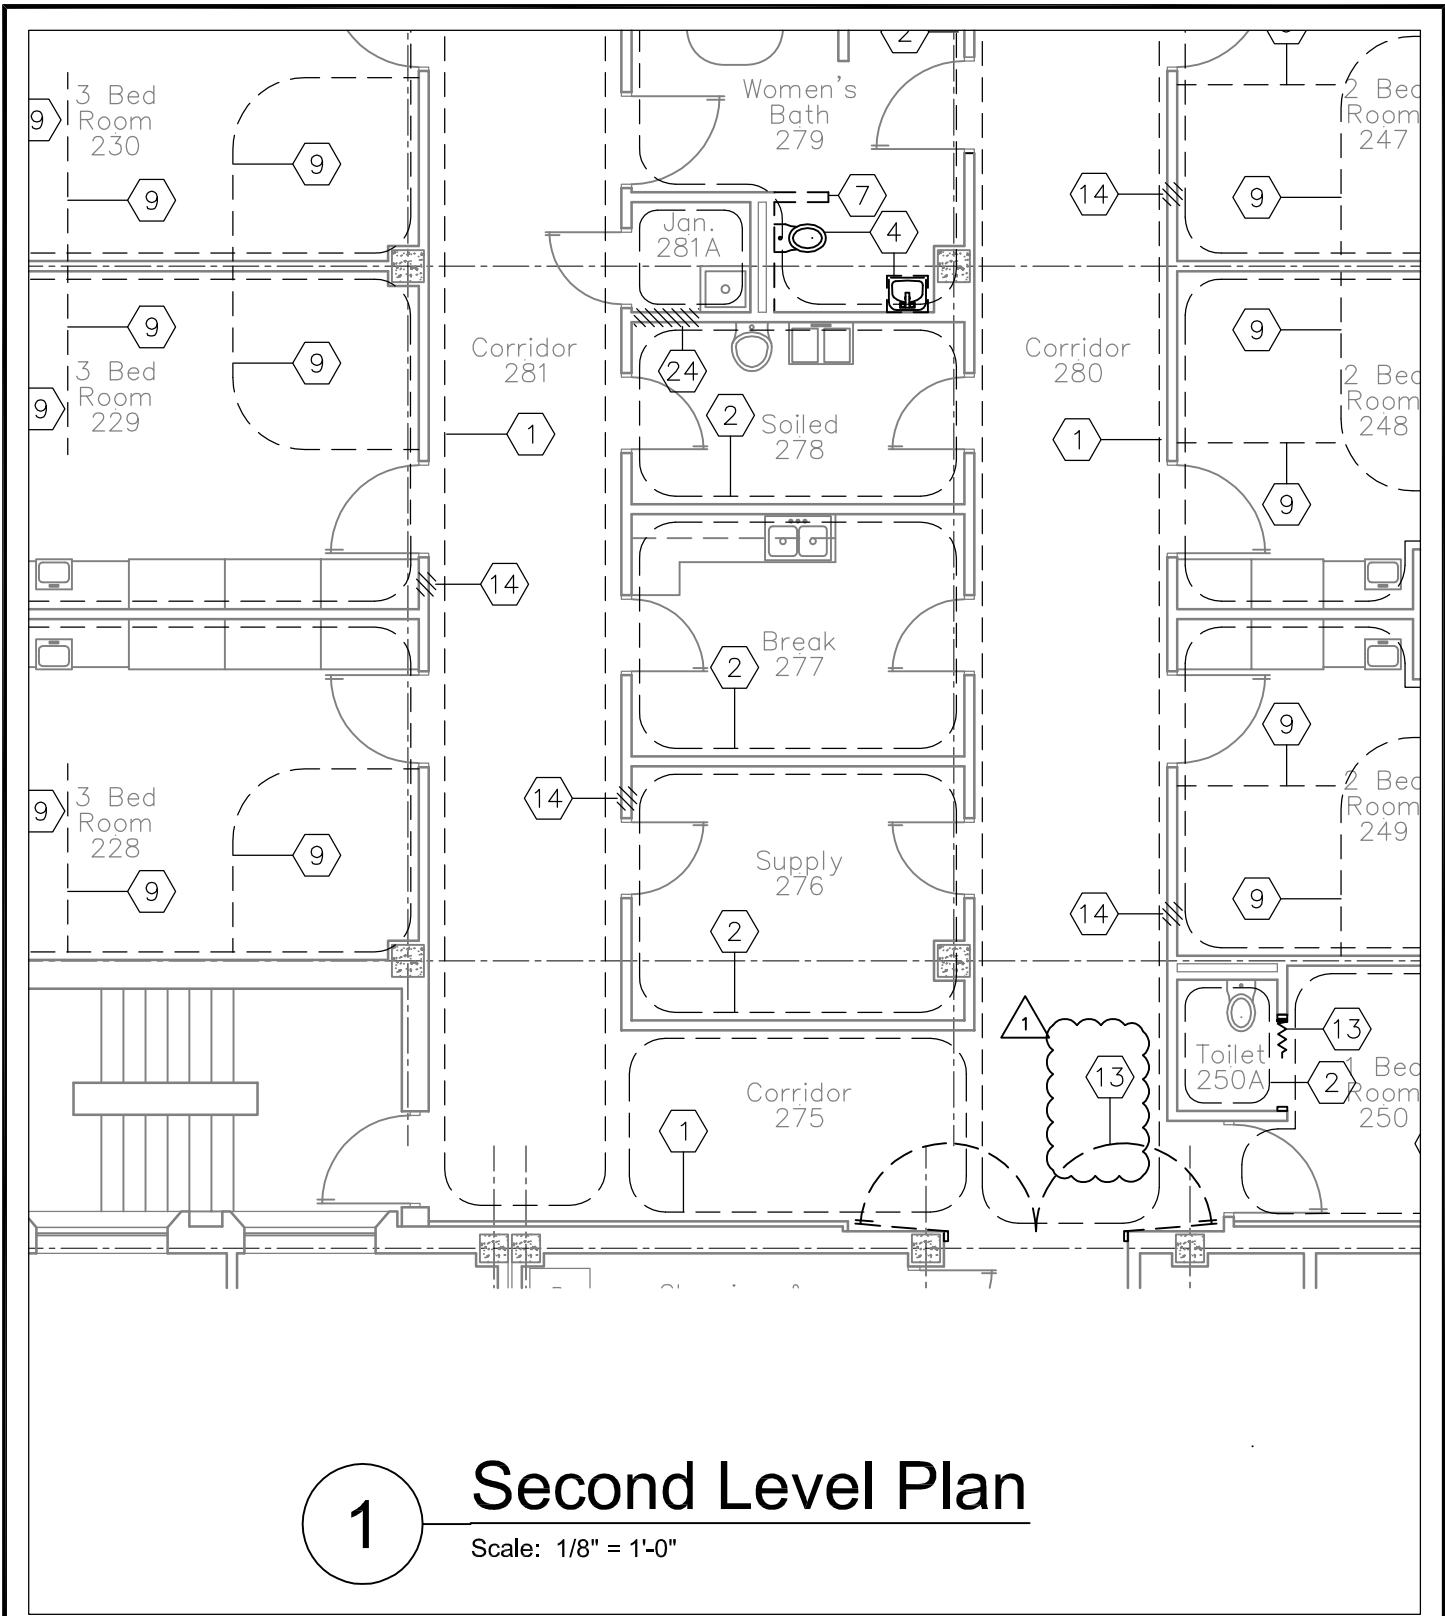 2
3 Bed
Room
230
9
9
9
Women's
Bath
279
7
4
Jan.
281A
14
9
2 Bed
Room
247
9
9
9
3 Bed
Room
229
Corridor
281
24
2
Soiled
278
1
Corridor
280
1
9
2 Bed
Room
248
9
14
Break
277
2
14
9
3 Bed
Room
228
9
9
Supply
276
2
9
2 Bed
Room
249
9
14
1
13
Toilet
250A
13
2
1 Bed
Room
250
Corridor
275
1
1
Second Level Plan
Scale: 1/8" = 1'-0"